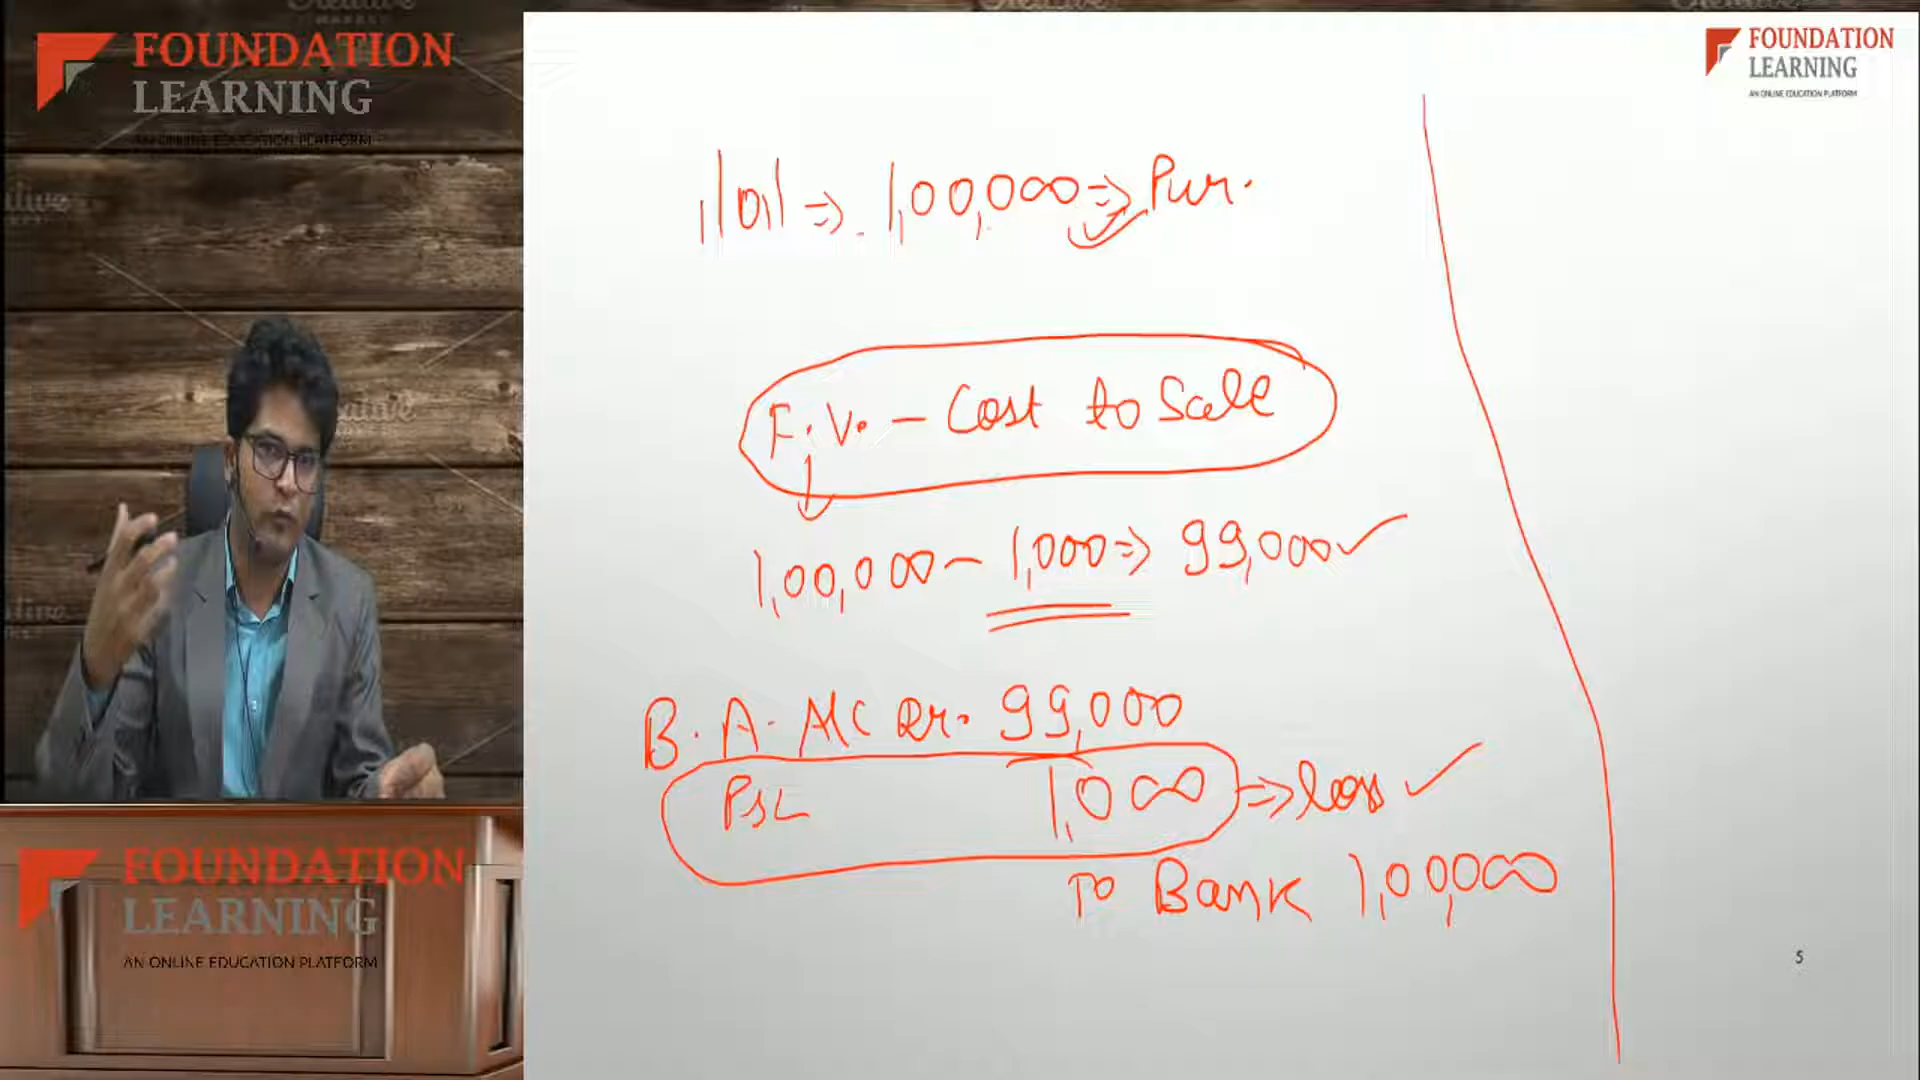 FOUNDATION
LEARNING
AN ONLINE EDUCATION PLATFORM
FOUNDATION
LEARNING
AN ONLINE EDUCATION PLATFORM
1,00,000 ⇒ Pur.
F.V. - Cost to Sale
1,00,000 - 1,000 ⇒ 99,000 ✓
B.A. A/C Dr. 99,000
P&L 1,000 ⇒ loss ✓
To Bank 1,00,000
5
FOUNDATION
LEARNING
AN ONLINE EDUCATION PLATFORM